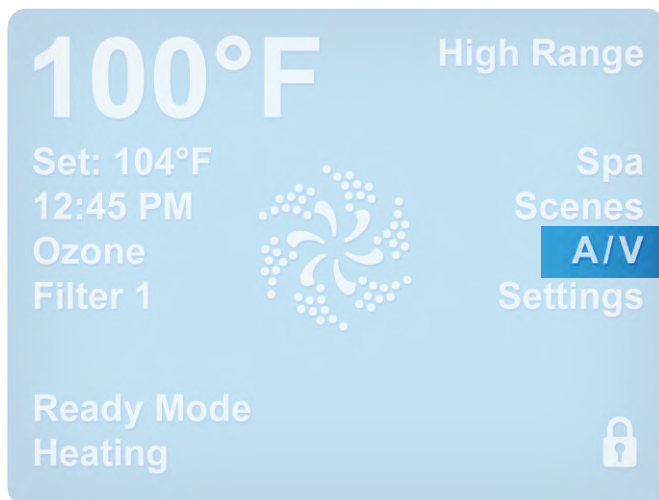 100°F
High Range
Set: 104°F
12:45 PM
Ozone
Filter 1
Spa
Scenes
A/V
Settings
Ready Mode
Heating